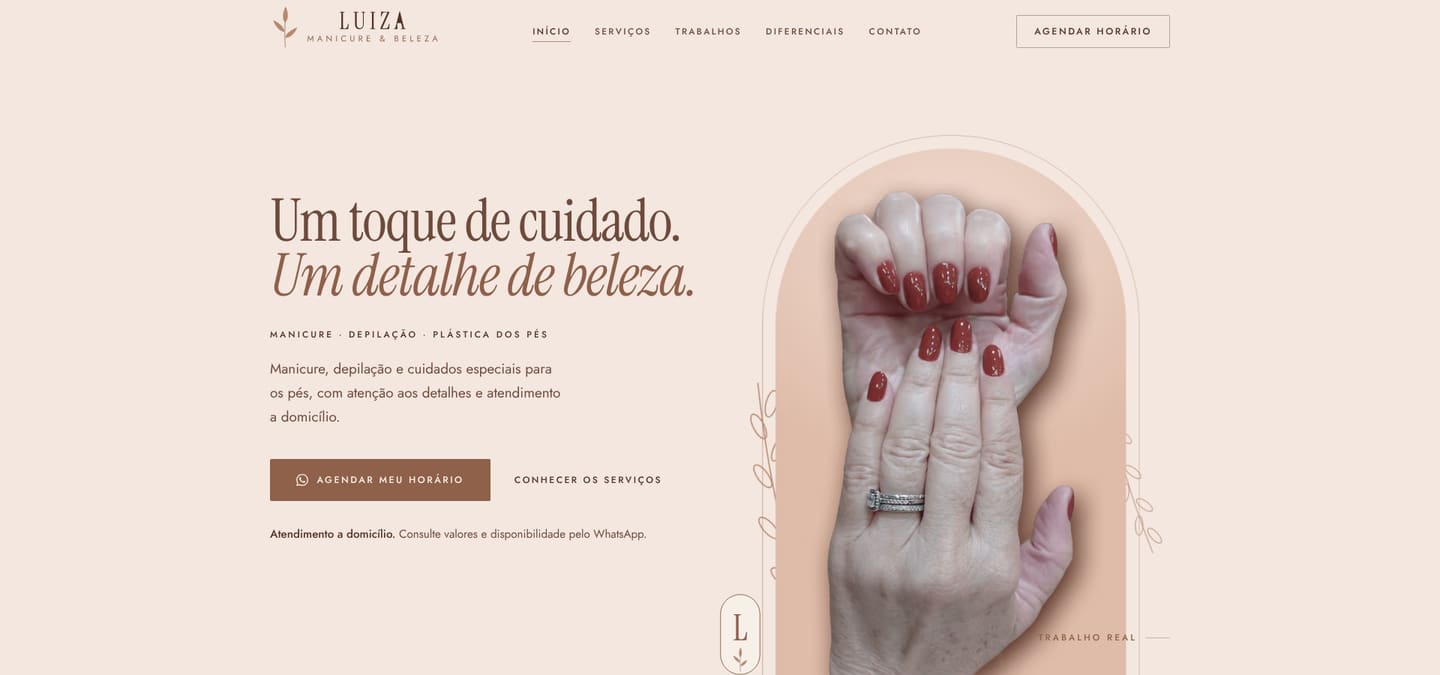 LUIZA
MANICURE & BELEZA
INÍCIO
SERVIÇOS
TRABALHOS
DIFERENCIAIS
CONTATO
AGENDAR HORÁRIO
Um toque de cuidado.
Um detalhe de beleza.
MANICURE · DEPILAÇÃO · PLÁSTICA DOS PÉS
Manicure, depilação e cuidados especiais para
os pés, com atenção aos detalhes e atendimento
a domicílio.
AGENDAR MEU HORÁRIO
CONHECER OS SERVIÇOS
Atendimento a domicílio. Consulte valores e disponibilidade pelo WhatsApp.
L
TRABALHO REAL